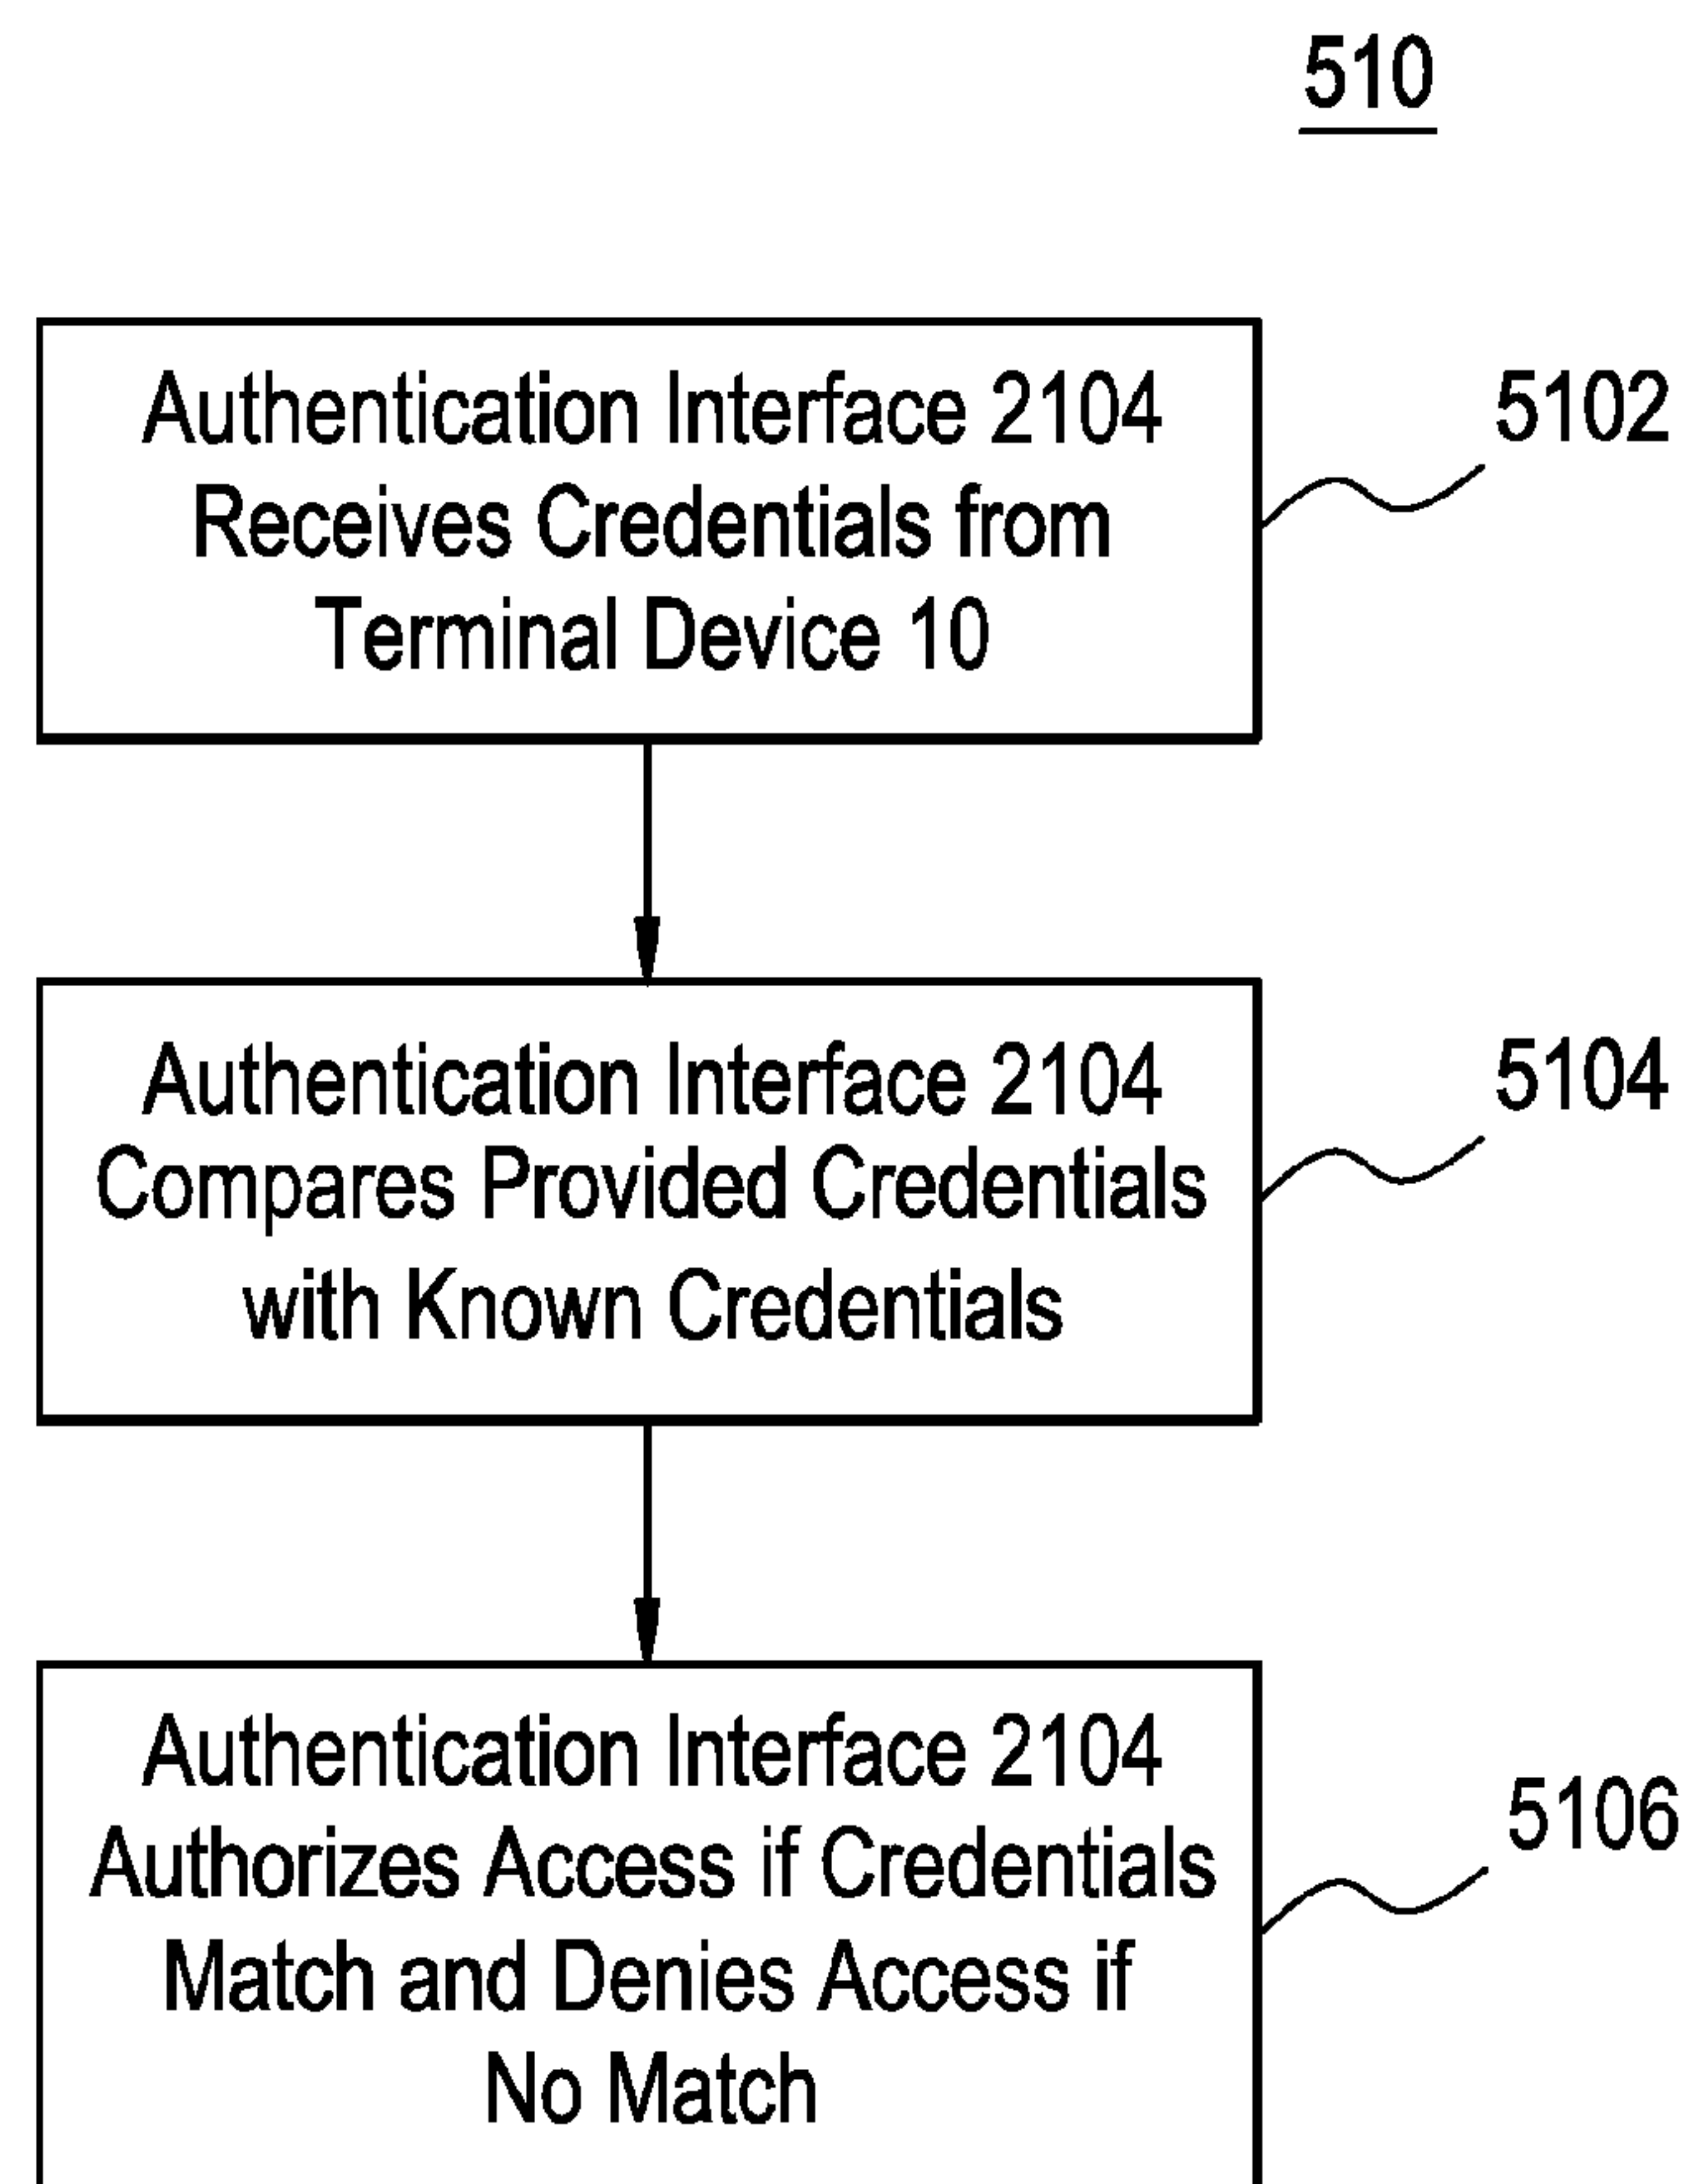 510
Authentication Interface 2104
Receives Credentials from
Terminal Device 10
5102
Authentication Interface 2104
Compares Provided Credentials
with Known Credentials
5104
Authentication Interface 2104
Authorizes Access if Credentials
Match and Denies Access if
No Match
5106